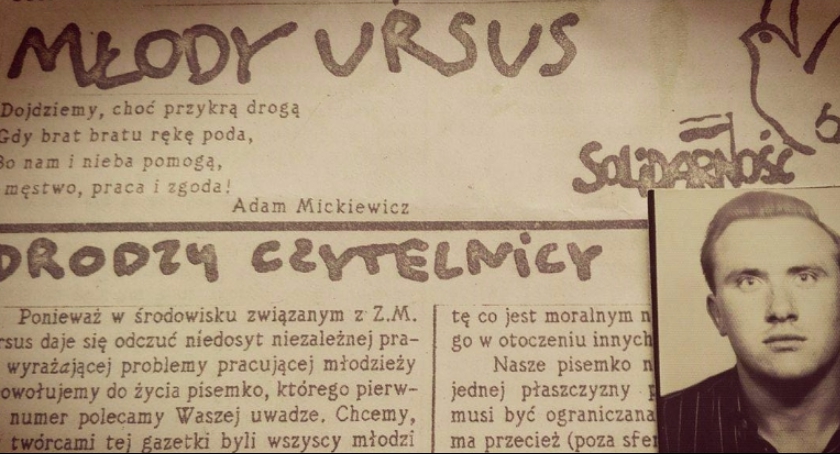 MŁODY URSUS
Dojdziemy, choć przykrą drogą
Gdy brat bratu rękę poda,
Bo nam i nieba pomogą,
męstwo, praca i zgoda!
Adam Mickiewicz
SOLIDARNOŚĆ
DRODZY CZYTELNICY
Ponieważ w środowisku związanym z Z.M.
rsus daje się odczuć niedosyt niezależnej pra-
wyrażającej problemy pracującej młodzieży
owołujemy do życia pisemko, którego pierw-
numer polecamy Waszej uwadze. Chcemy,
twórcami tej gazetki byli wszyscy młodzi
tę co jest moralnym n
go w otoczeniu innych
Nasze pisemko n
jednej płaszczyzny p
musi być ograniczana
ma przecież (poza sfer